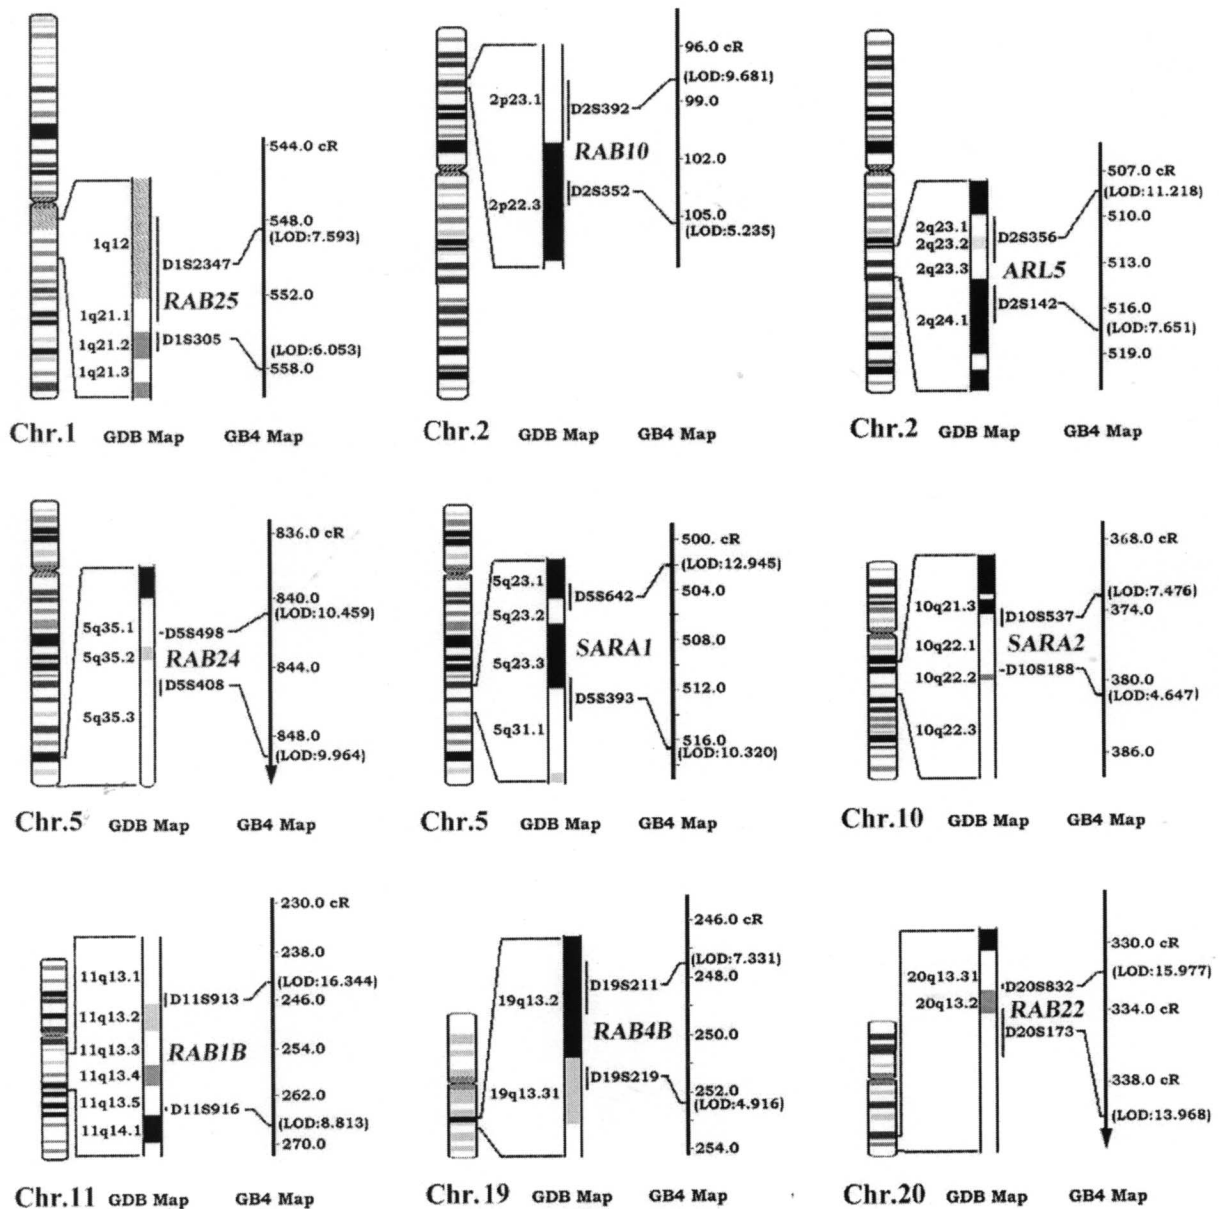 544.0 cR
548.0
(LOD:7.593)
1q12
D1S2347
RAB25
552.0
1q21.1
D1S305
1q21.2
(LOD:6.053)
558.0
1q21.3
Chr.1 GDB Map GB4 Map
96.0 cR
(LOD:9.681)
2p23.1
D2S392
99.0
RAB10
102.0
D2S352
2p22.3
105.0
(LOD:5.235)
Chr.2 GDB Map GB4 Map
507.0 cR
(LOD:11.218)
510.0
2q23.1
D2S356
2q23.2
513.0
2q23.3
ARL5
D2S142
516.0
2q24.1
(LOD:7.651)
519.0
Chr.2 GDB Map GB4 Map
836.0 cR
840.0
(LOD:10.459)
5q35.1
D5S498
5q35.2
RAB24
844.0
D5S408
5q35.3
848.0
(LOD:9.964)
Chr.5 GDB Map GB4 Map
500. cR
(LOD:12.945)
5q23.1
D5S642
504.0
5q23.2
508.0
SARA1
5q23.3
512.0
D5S393
5q31.1
516.0
(LOD:10.320)
Chr.5 GDB Map GB4 Map
368.0 cR
(LOD:7.476)
10q21.3
374.0
D10S537
10q22.1
SARA2
D10S188
10q22.2
380.0
(LOD:4.647)
10q22.3
386.0
Chr.10 GDB Map GB4 Map
230.0 cR
238.0
11q13.1
(LOD:16.344)
D11S913
246.0
11q13.2
11q13.3
RAB1B
254.0
11q13.4
262.0
11q13.5
D11S916
(LOD:8.813)
11q14.1
270.0
Chr.11 GDB Map GB4 Map
246.0 cR
(LOD:7.331)
248.0
D19S211
19q13.2
RAB4B
250.0
D19S219
252.0
19q13.31
(LOD:4.916)
254.0
Chr.19 GDB Map GB4 Map
330.0 cR
(LOD:15.977)
20q13.31
D20S832
20q13.2
RAB22
334.0
D20S173
338.0 cR
(LOD:13.968)
Chr.20 GDB Map GB4 Map